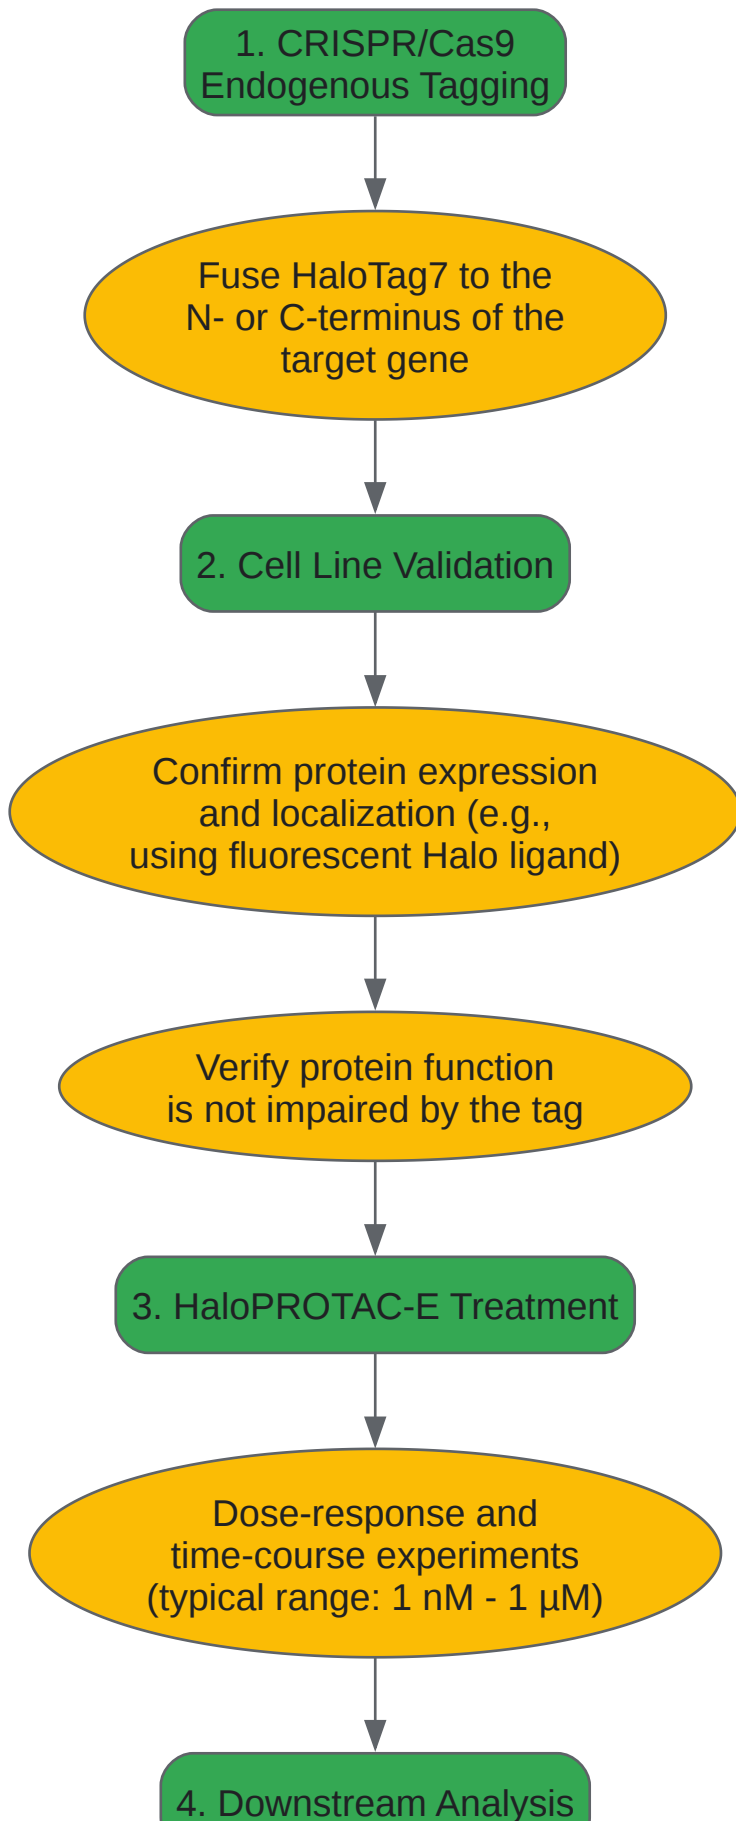 1. CRISPR/Cas9
Endogenous Tagging
Fuse HaloTag7 to the
N- or C-terminus of the
target gene
2. Cell Line Validation
Confirm protein expression
and localization (e.g.,
using fluorescent Halo ligand)
Verify protein function
is not impaired by the tag
3. HaloPROTAC-E Treatment
Dose-response and
time-course experiments
(typical range: 1 nM - 1 µM)
4. Downstream Analysis